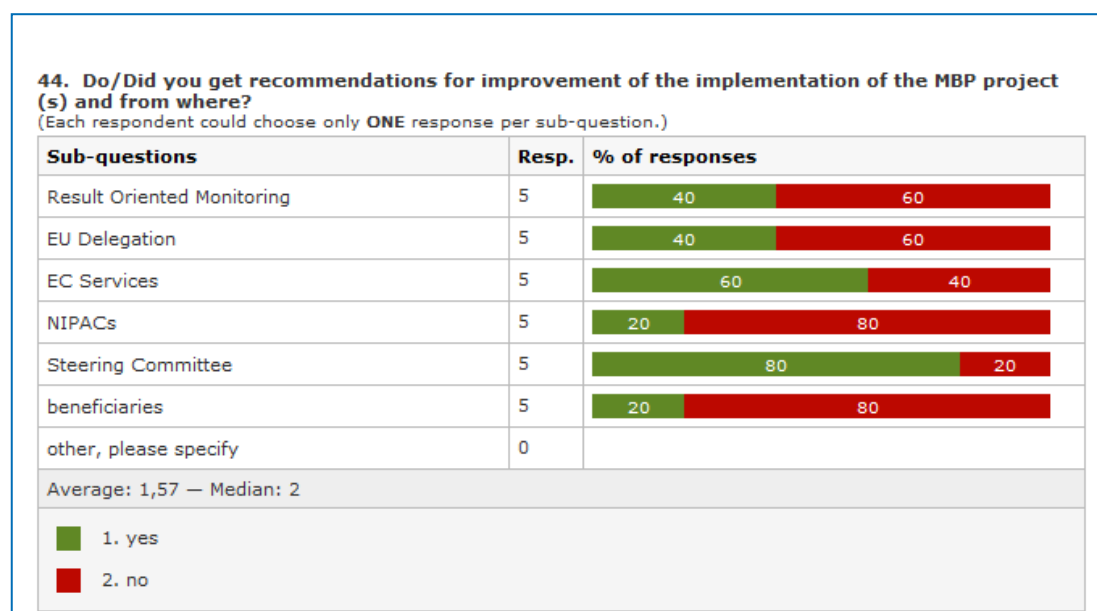 44. Do/Did you get recommendations for improvement of the implementation of the MBP project
(s) and from where?
(Each respondent could choose only ONE response per sub-question.)
Sub-questions Resp. % of responses
Result Oriented Monitoring 5 40 60
EU Delegation 5 40 60
EC Services 5 60 40
NIPACs 5 20 80
Steering Committee 5 80 20
beneficiaries 5 20 80
other, please specify 0
Average: 1,57 — Median: 2
1. yes
2. no